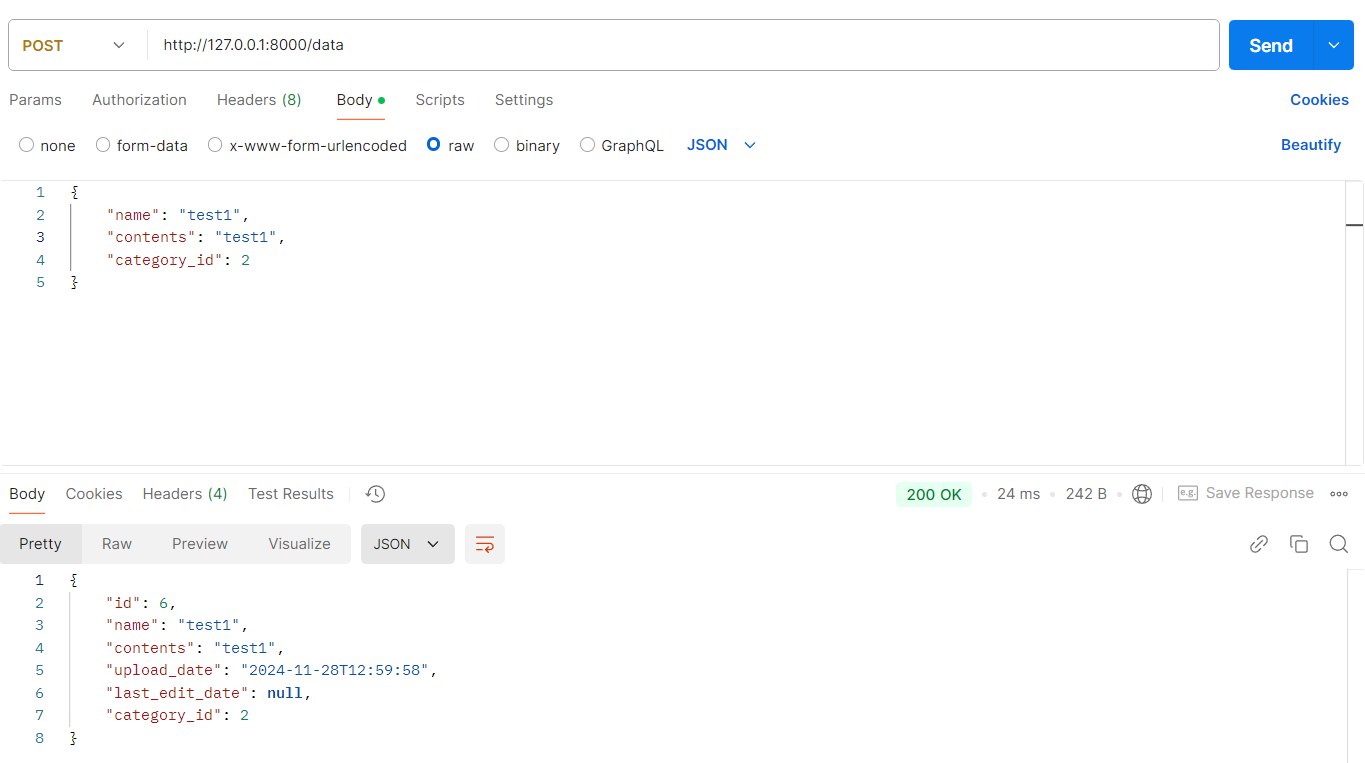 POST http://127.0.0.1:8000/data Send
Params Authorization Headers (8) Body Scripts Settings Cookies
none form-data x-www-form-urlencoded raw binary GraphQL JSON Beautify
1 {
2 "name": "test1",
3 "contents": "test1",
4 "category_id": 2
5 }
Body Cookies Headers (4) Test Results 200 OK 24 ms 242 B e.g. Save Response
Pretty Raw Preview Visualize JSON
1 {
2 "id": 6,
3 "name": "test1",
4 "contents": "test1",
5 "upload_date": "2024-11-28T12:59:58",
6 "last_edit_date": null,
7 "category_id": 2
8 }